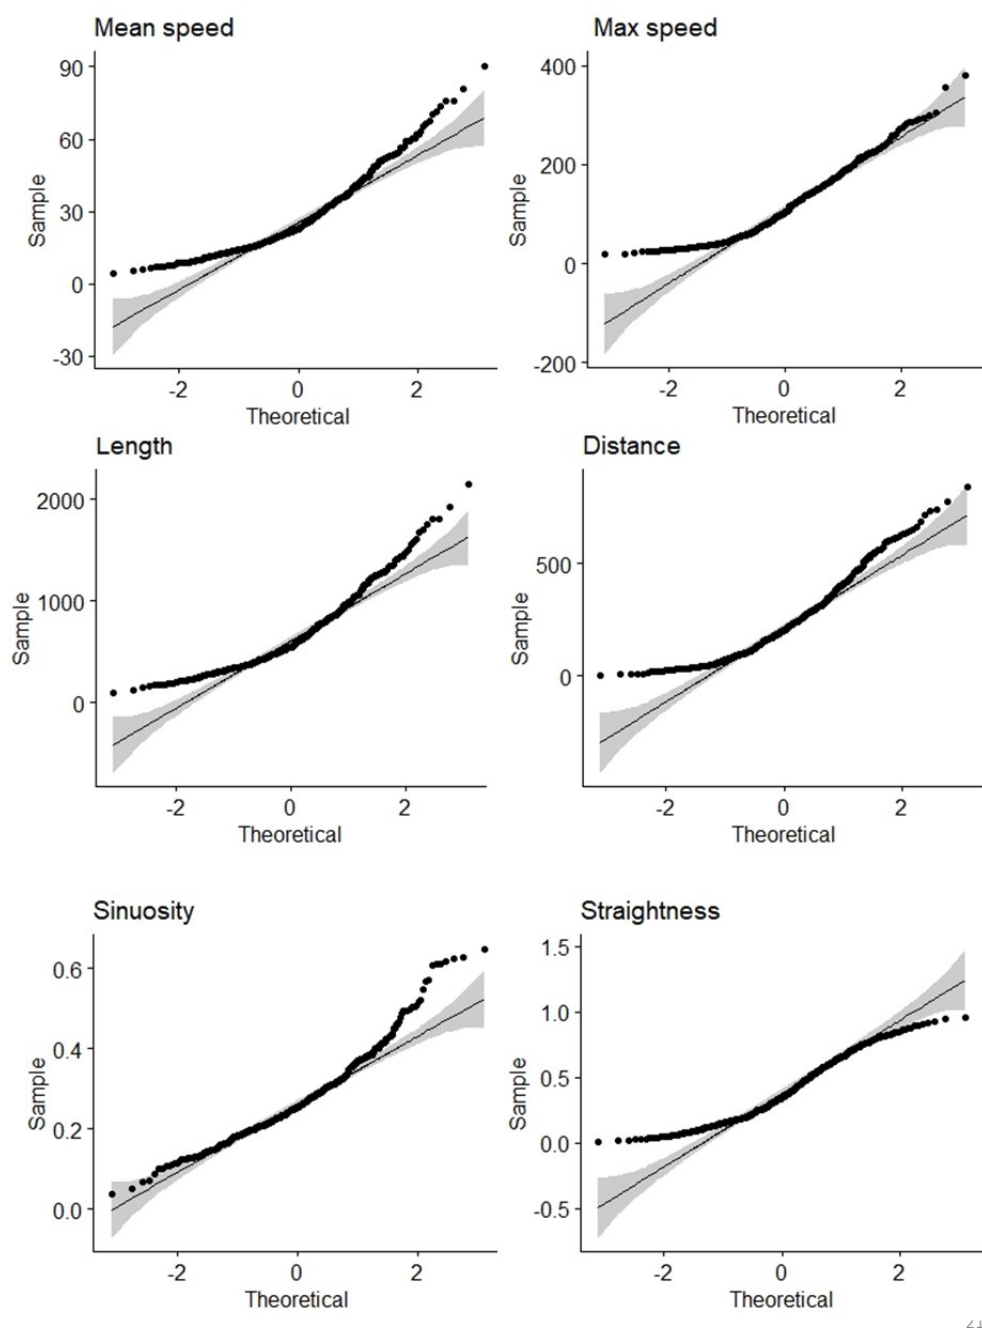 Mean speed
Max speed
90
60
30
0
-30
Sample
-2 0 2
Theoretical
400
200
0
-200
Sample
-2 0 2
Theoretical
Length
Distance
2000
1000
0
Sample
-2 0 2
Theoretical
500
0
Sample
-2 0 2
Theoretical
Sinuosity
Straightness
0.6
0.4
0.2
0.0
Sample
-2 0 2
Theoretical
1.5
1.0
0.5
0.0
-0.5
Sample
-2 0 2
Theoretical